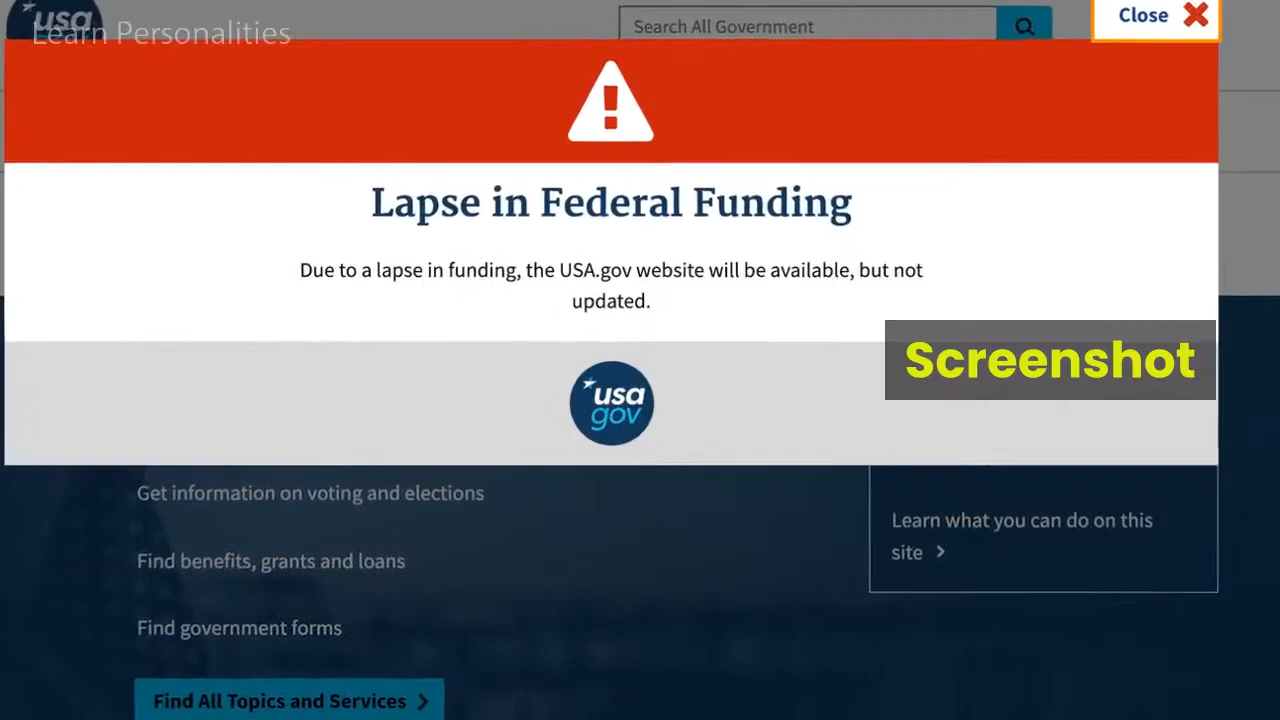 usa
Learn Personalities
Search All Government
Close
Lapse in Federal Funding
Due to a lapse in funding, the USA.gov website will be available, but not
updated.
Screenshot
usa
gov
Get information on voting and elections
Learn what you can do on this
site
Find benefits, grants and loans
Find government forms
Find All Topics and Services